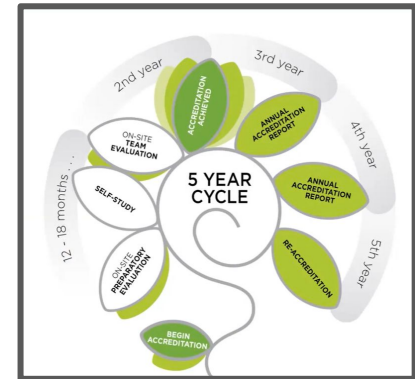 2nd year
3rd year
4th year
5th year
12 - 18 months...
5 YEAR
CYCLE
BEGIN
ACCREDITATION
ON-SITE
PREPARATORY
EVALUATION
SELF-STUDY
ON-SITE
TEAM
EVALUATION
ACCREDITATION
ACHIEVED
ANNUAL
ACCREDITATION
REPORT
ANNUAL
ACCREDITATION
REPORT
RE-ACCREDITATION